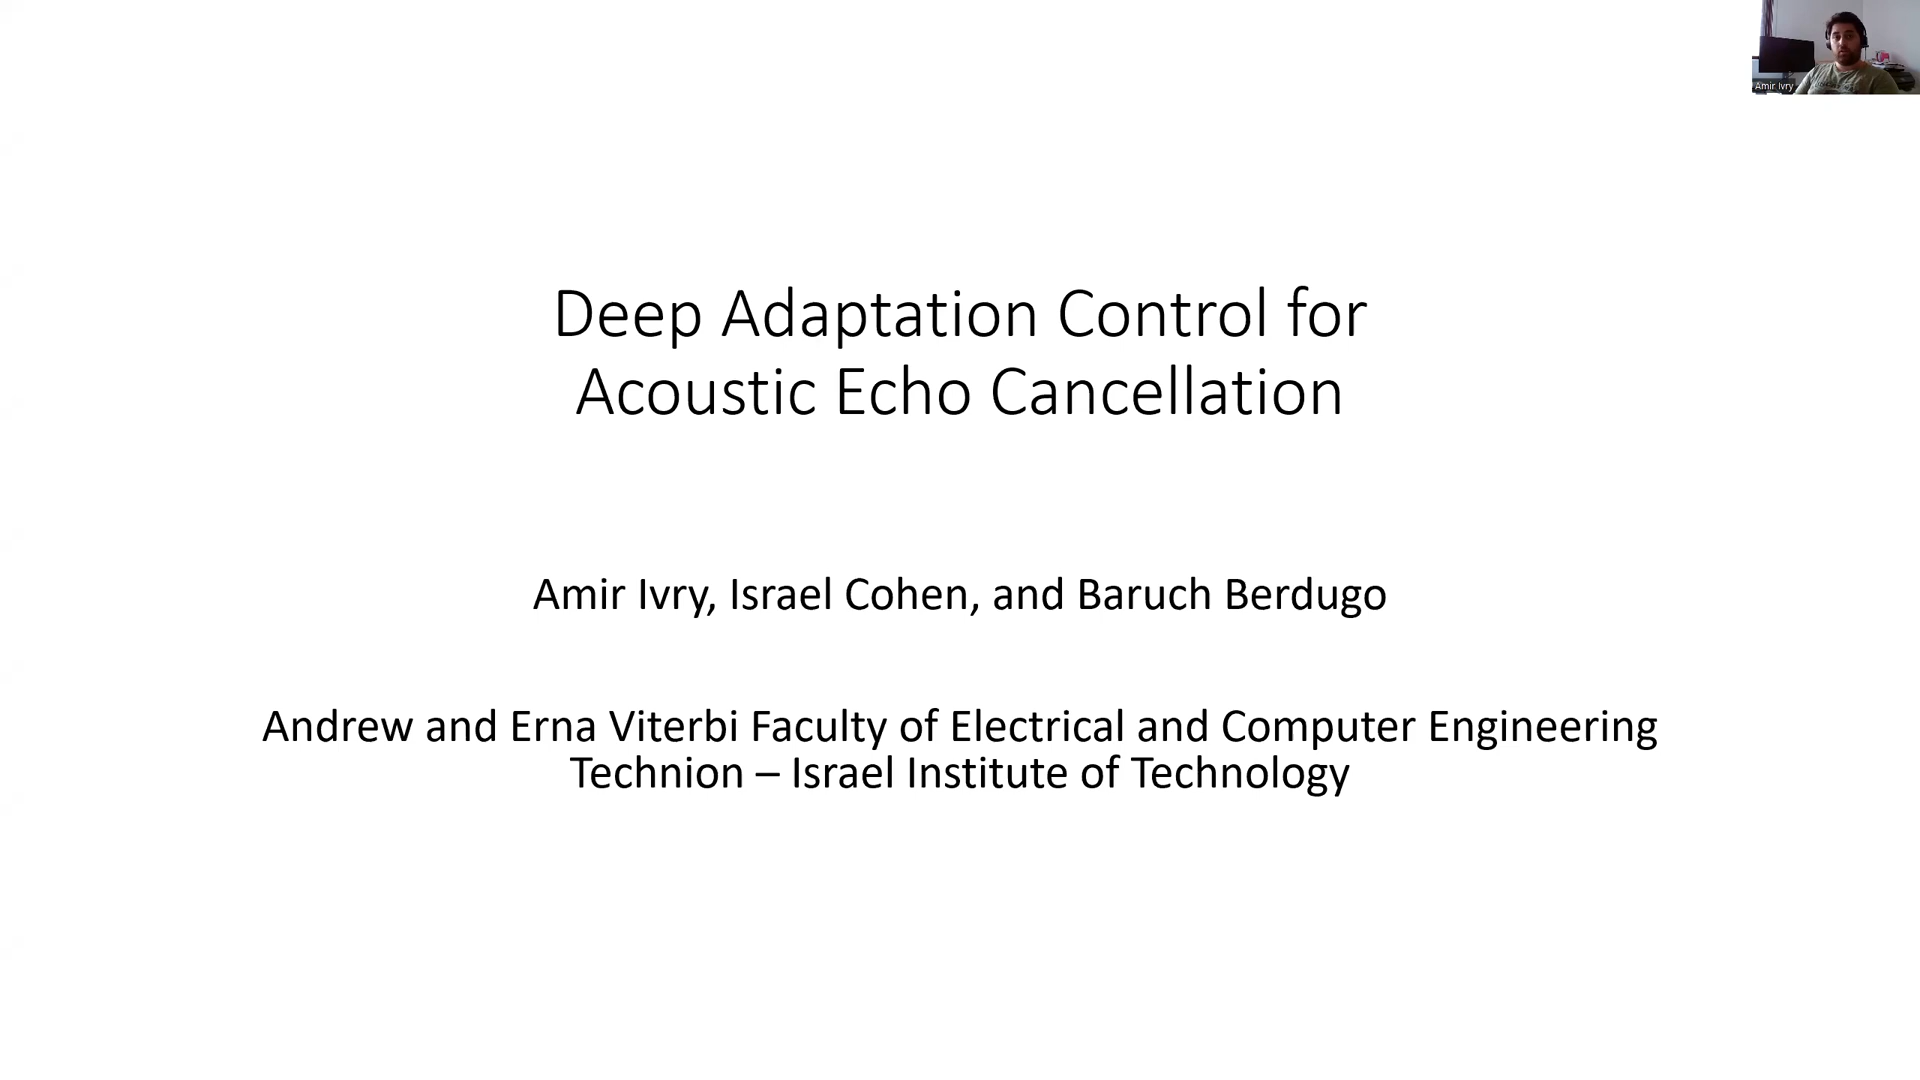 Amir Ivry
Deep Adaptation Control for
Acoustic Echo Cancellation
Amir Ivry, Israel Cohen, and Baruch Berdugo
Andrew and Erna Viterbi Faculty of Electrical and Computer Engineering
Technion – Israel Institute of Technology